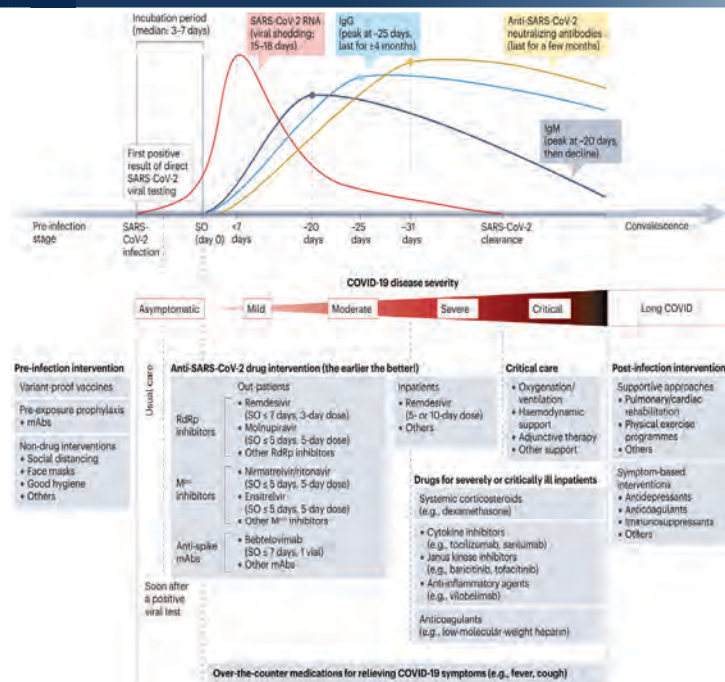 Incubation period
(median: 3-7 days)
SARS-CoV-2 RNA
(viral shedding:
15-18 days)
IgG
(peak at ~25 days,
last for ≥4 months)
Anti-SARS-CoV-2
neutralizing antibodies
(last for a few months)
IgM
(peak at ~20 days,
then decline)
First positive
result of direct
SARS-CoV-2
viral testing
Pre-infection
stage
SARS-
CoV-2
infection
SO
(day 0)
<7
days
~20
days
~25
days
~31
days
SARS-CoV-2
clearance
Convalescence
COVID-19 disease severity
Asymptomatic
Mild
Moderate
Severe
Critical
Long COVID
Pre-infection intervention
Variant-proof vaccines
Pre-exposure prophylaxis
• mAbs
Non-drug interventions
• Social distancing
• Face masks
• Good hygiene
• Others
Usual care
Soon after
a positive
viral test
Anti-SARS-CoV-2 drug intervention (the earlier the better!)
Out-patients
RdRp
inhibitors
• Remdesivir
(SO ≤ 7 days, 3-day dose)
• Molnupiravir
(SO ≤ 5 days, 5-day dose)
• Other RdRp inhibitors
Mᵖʳᵒ
inhibitors
• Nirmatrelvir/ritonavir
(SO ≤ 5 days, 5-day dose)
• Ensitrelvir
(SO ≤ 5 days, 5-day dose)
• Other Mᵖʳᵒ inhibitors
Anti-spike
mAbs
• Bebtelovimab
(SO ≤ 7 days, 1 vial)
• Other mAbs
Inpatients
• Remdesivir
(5- or 10-day dose)
• Others
Critical care
• Oxygenation/
ventilation
• Haemodynamic
support
• Adjunctive therapy
• Other support
Drugs for severely or critically ill inpatients
Systemic corticosteroids
(e.g., dexamethasone)
• Cytokine inhibitors
(e.g., tocilizumab, sarilumab)
• Janus kinase inhibitors
(e.g., baricitinib, tofacitinib)
• Anti-inflammatory agents
(e.g., vilobelimab)
Anticoagulants
(e.g., low-molecular-weight heparin)
Post-infection intervention
Supportive approaches
• Pulmonary/cardiac
rehabilitation
• Physical exercise
programmes
• Others
Symptom-based
interventions
• Antidepressants
• Anticoagulants
• Immunosuppressants
• Others
Over-the-counter medications for relieving COVID-19 symptoms (e.g., fever, cough)